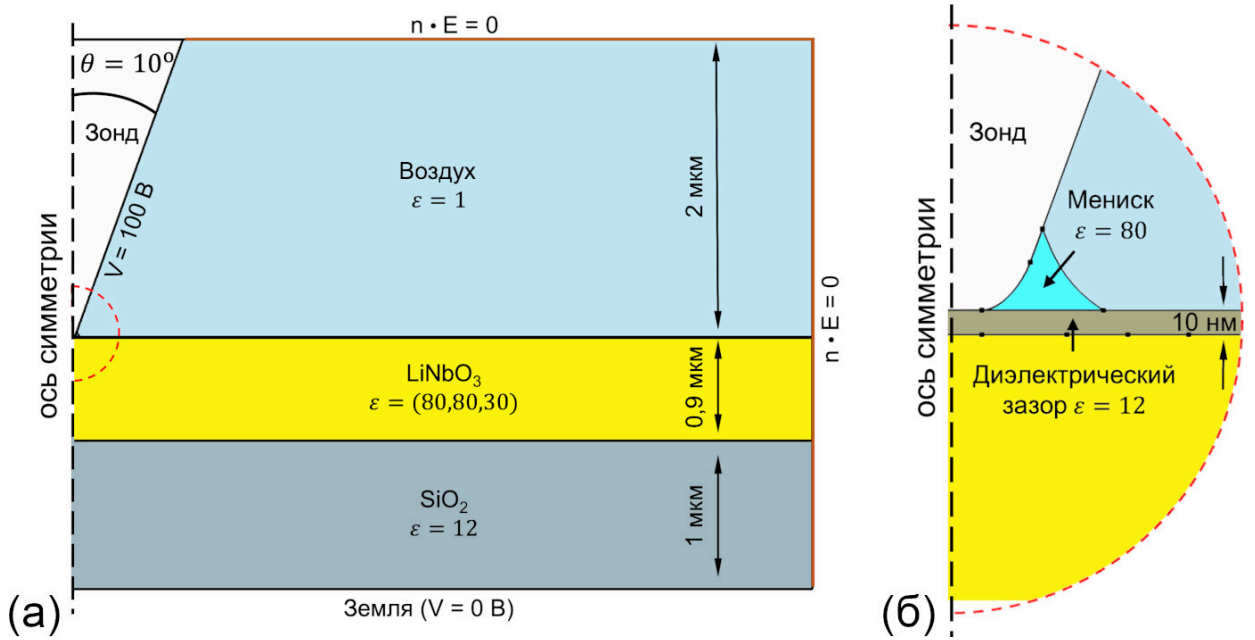 n • E = 0
θ = 10°
Зонд
V = 100 В
Воздух
ε = 1
2 мкм
ось симметрии
n • E = 0
LiNbO₃
ε = (80,80,30)
0,9 мкм
SiO₂
ε = 12
1 мкм
Земля (V = 0 В)
(а)
Зонд
Мениск
ε = 80
ось симметрии
10 нм
Диэлектрический
зазор ε = 12
(б)